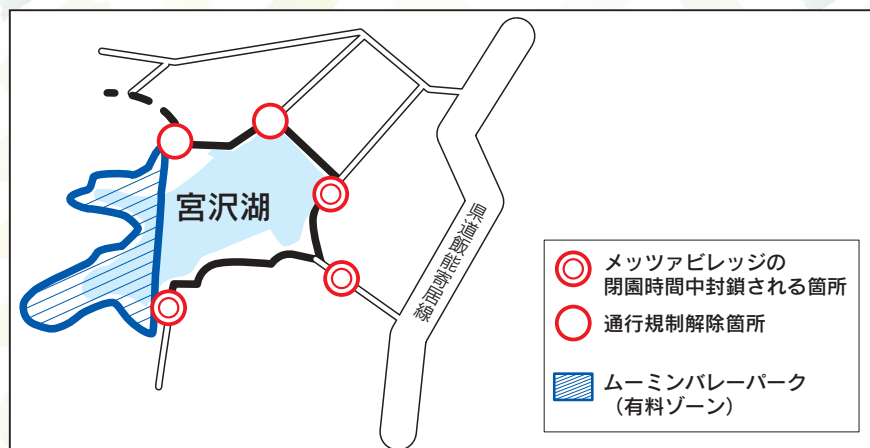 宮沢湖
県道飯能寄居線
メッツァビレッジの
閉園時間中封鎖される箇所
通行規制解除箇所
ムーミンバレーパーク
（有料ゾーン）